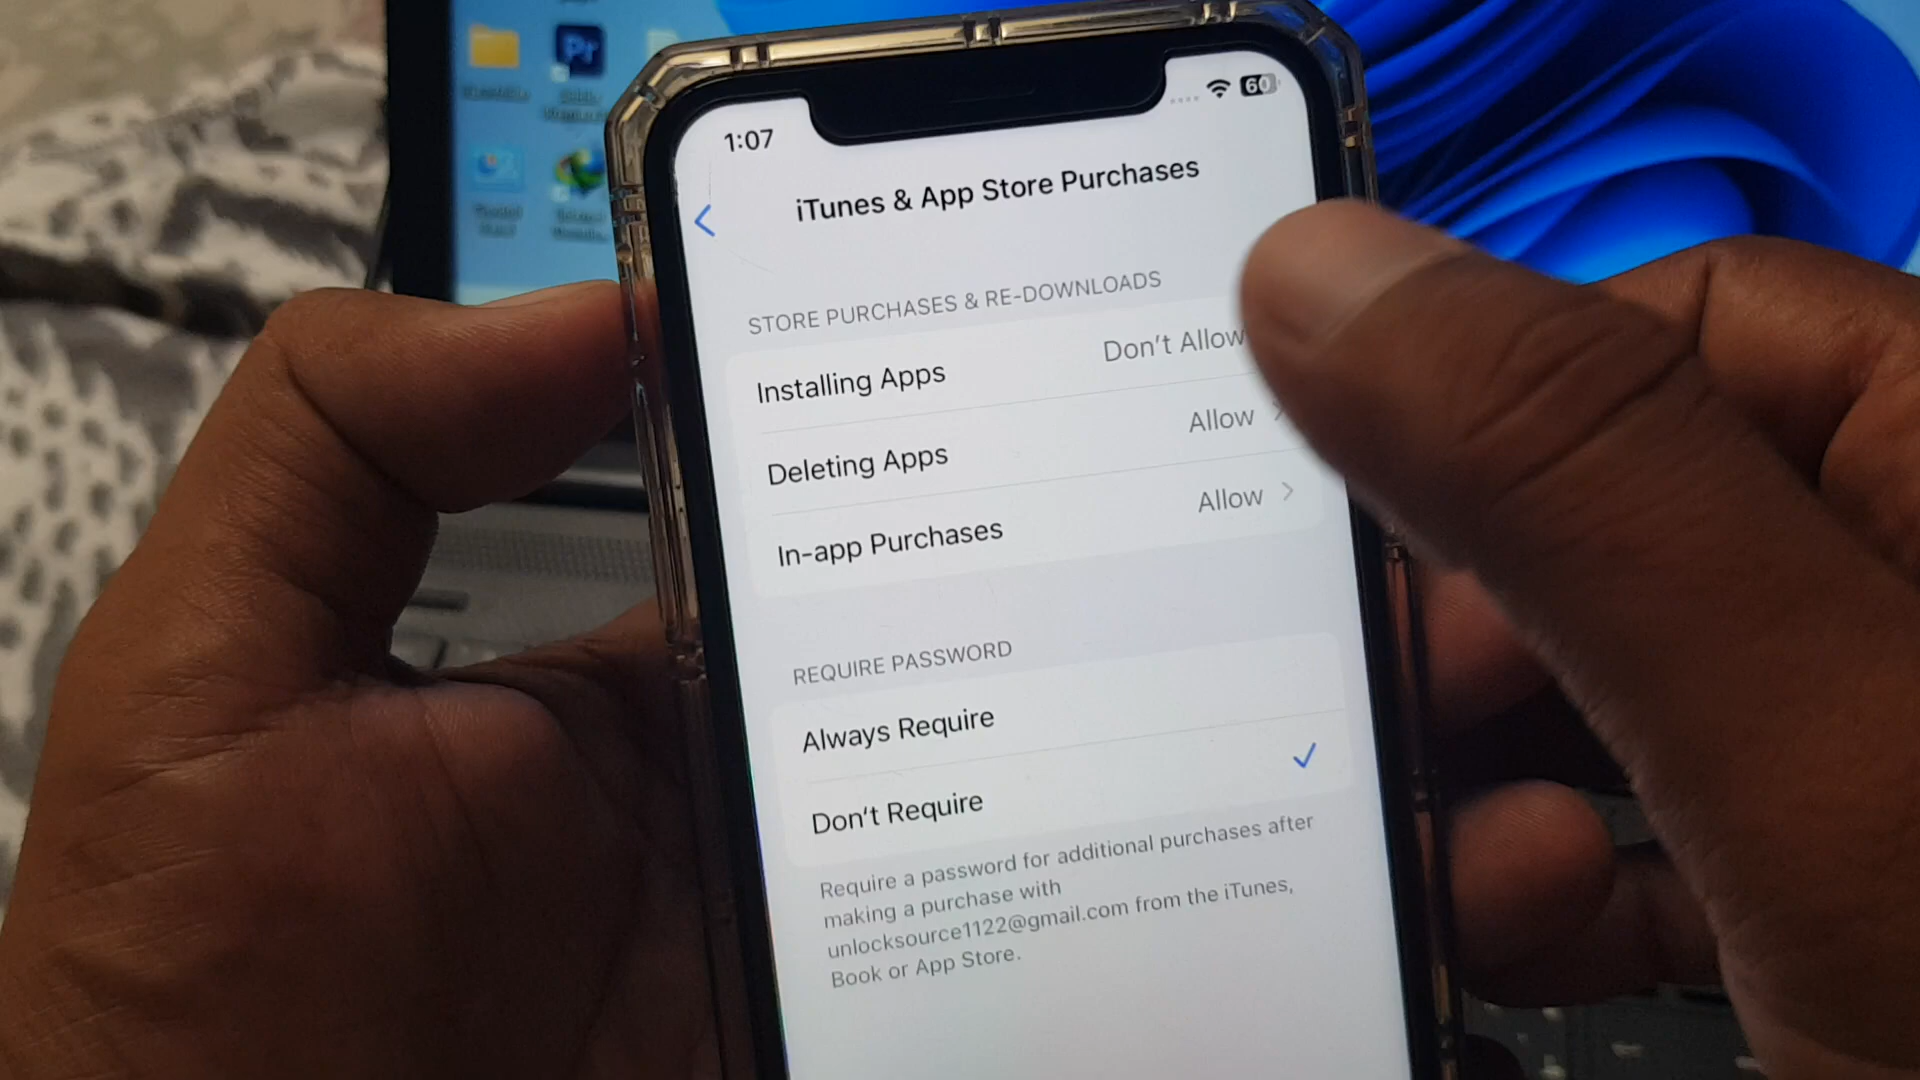 Pr
1:07
60
iTunes & App Store Purchases
STORE PURCHASES & RE-DOWNLOADS
Installing Apps Don't Allow
Deleting Apps Allow
In-app Purchases Allow
REQUIRE PASSWORD
Always Require
Don't Require
Require a password for additional purchases after
making a purchase with
unlocksource1122@gmail.com from the iTunes,
Book or App Store.